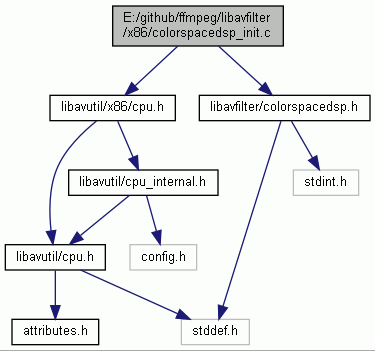 E:/github/ffmpeg/libavfilter
/x86/colorspacedsp_init.c
libavutil/x86/cpu.h
libavfilter/colorspacedsp.h
libavutil/cpu_internal.h
stdint.h
libavutil/cpu.h
config.h
attributes.h
stddef.h